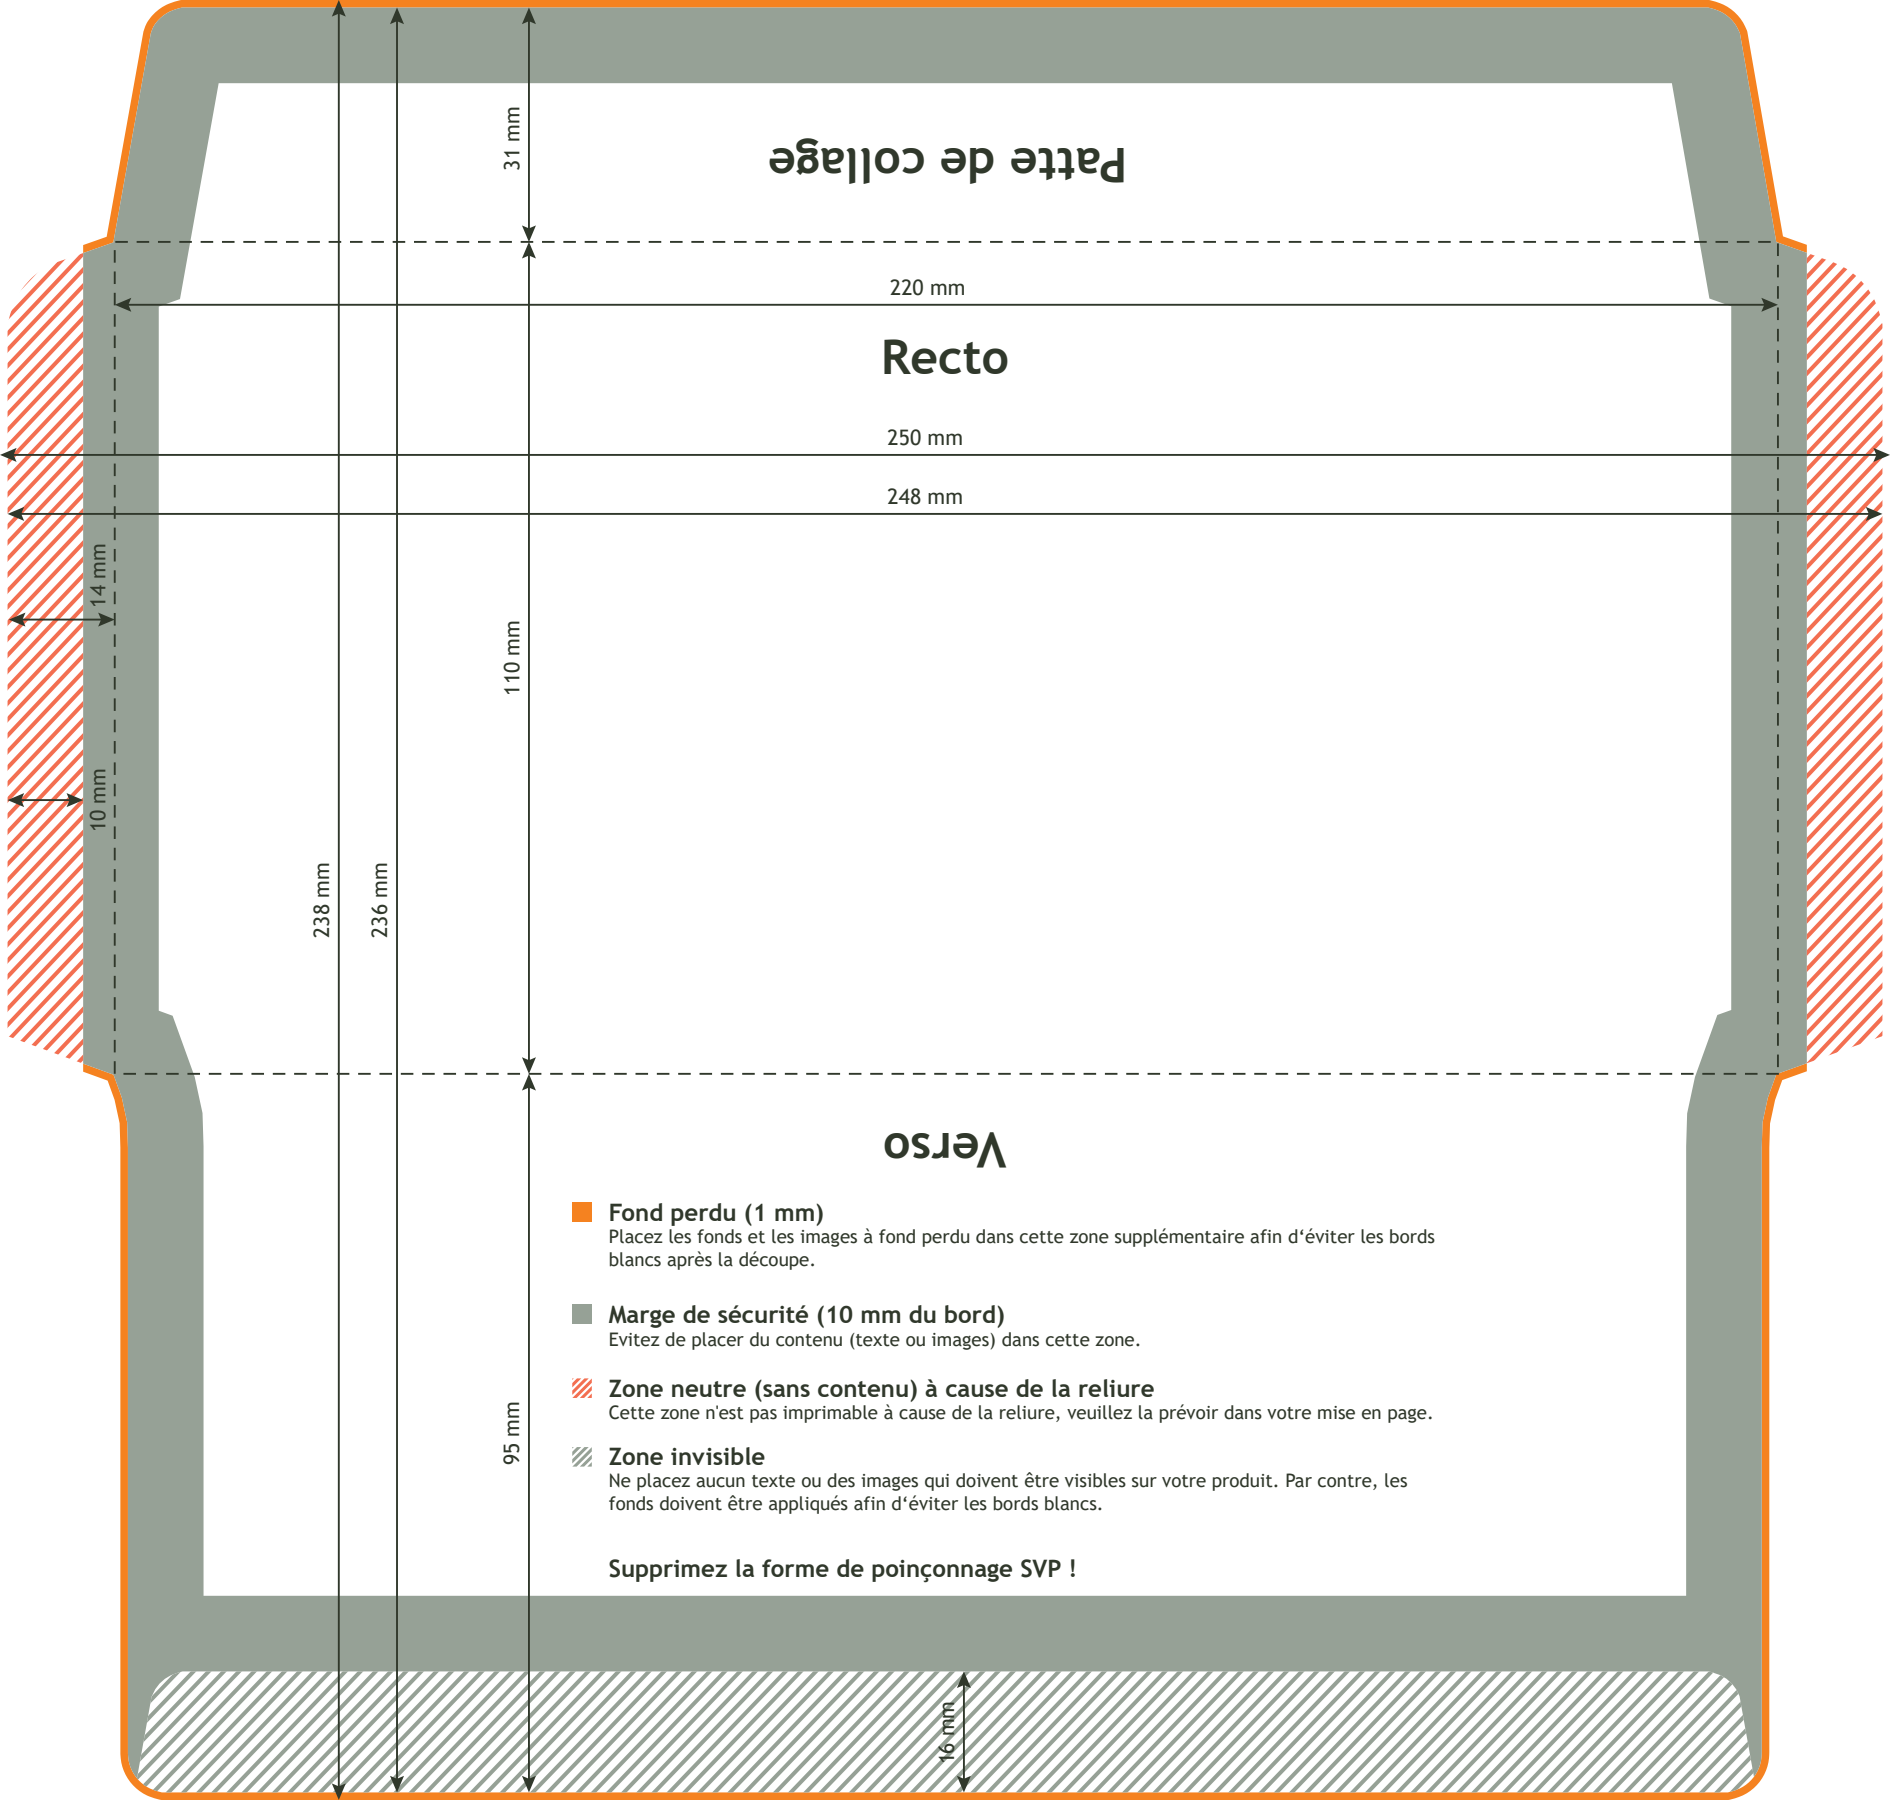 31 mm
Patte de collage
220 mm
Recto
250 mm
248 mm
14 mm
110 mm
10 mm
238 mm
236 mm
Verso
Fond perdu (1 mm)
Placez les fonds et les images à fond perdu dans cette zone supplémentaire afin d‘éviter les bords
blancs après la découpe.
Marge de sécurité (10 mm du bord)
Evitez de placer du contenu (texte ou images) dans cette zone.
Zone neutre (sans contenu) à cause de la reliure
Cette zone n'est pas imprimable à cause de la reliure, veuillez la prévoir dans votre mise en page.
95 mm
Zone invisible
Ne placez aucun texte ou des images qui doivent être visibles sur votre produit. Par contre, les
fonds doivent être appliqués afin d‘éviter les bords blancs.
Supprimez la forme de poinçonnage SVP !
16 mm